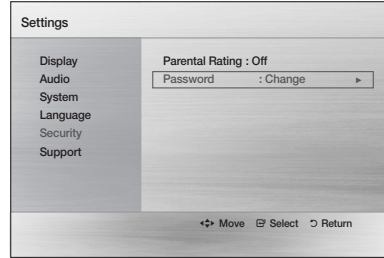 Settings
Display
Audio
System
Language
Security
Support
Parental Rating : Off
Password : Change ►
Move Select Return